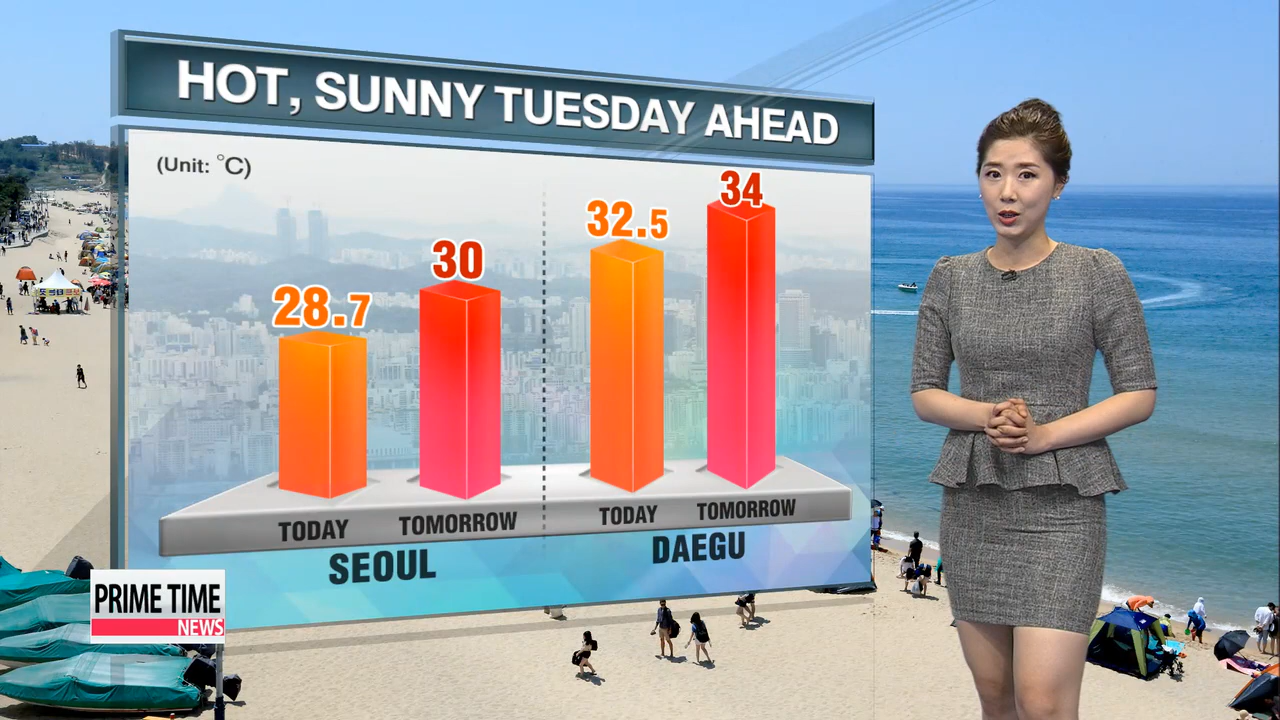 HOT, SUNNY TUESDAY AHEAD
(Unit: °C)
28.7
30
32.5
34
TODAY
TOMORROW
TODAY
TOMORROW
SEOUL
DAEGU
PRIME TIME
NEWS